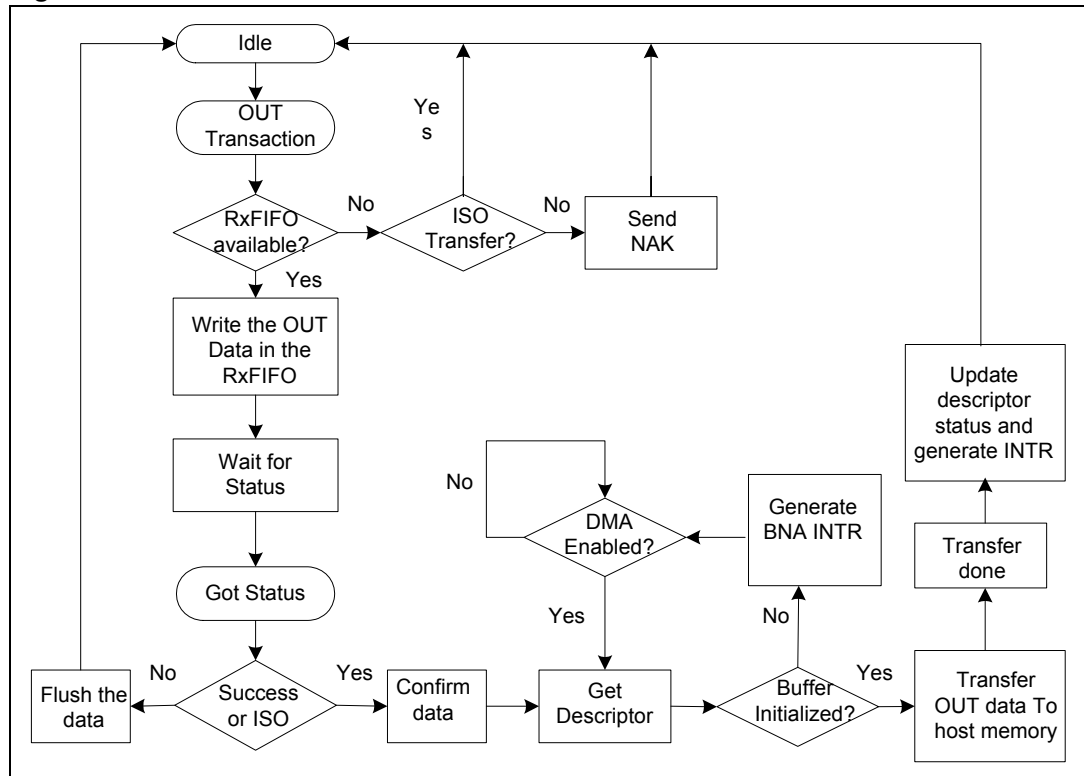 Idle
OUT
Transaction
Ye
s
RxFIFO
available?
No
ISO
Transfer?
No
Send
NAK
Yes
Write the OUT
Data in the
RxFIFO
Update
descriptor
status and
generate INTR
Wait for
Status
No
DMA
Enabled?
Generate
BNA INTR
Transfer
done
Got Status
Yes
No
Flush the
data
No
Success
or ISO
Yes
Confirm
data
Get
Descriptor
Buffer
Initialized?
Yes
Transfer
OUT data To
host memory